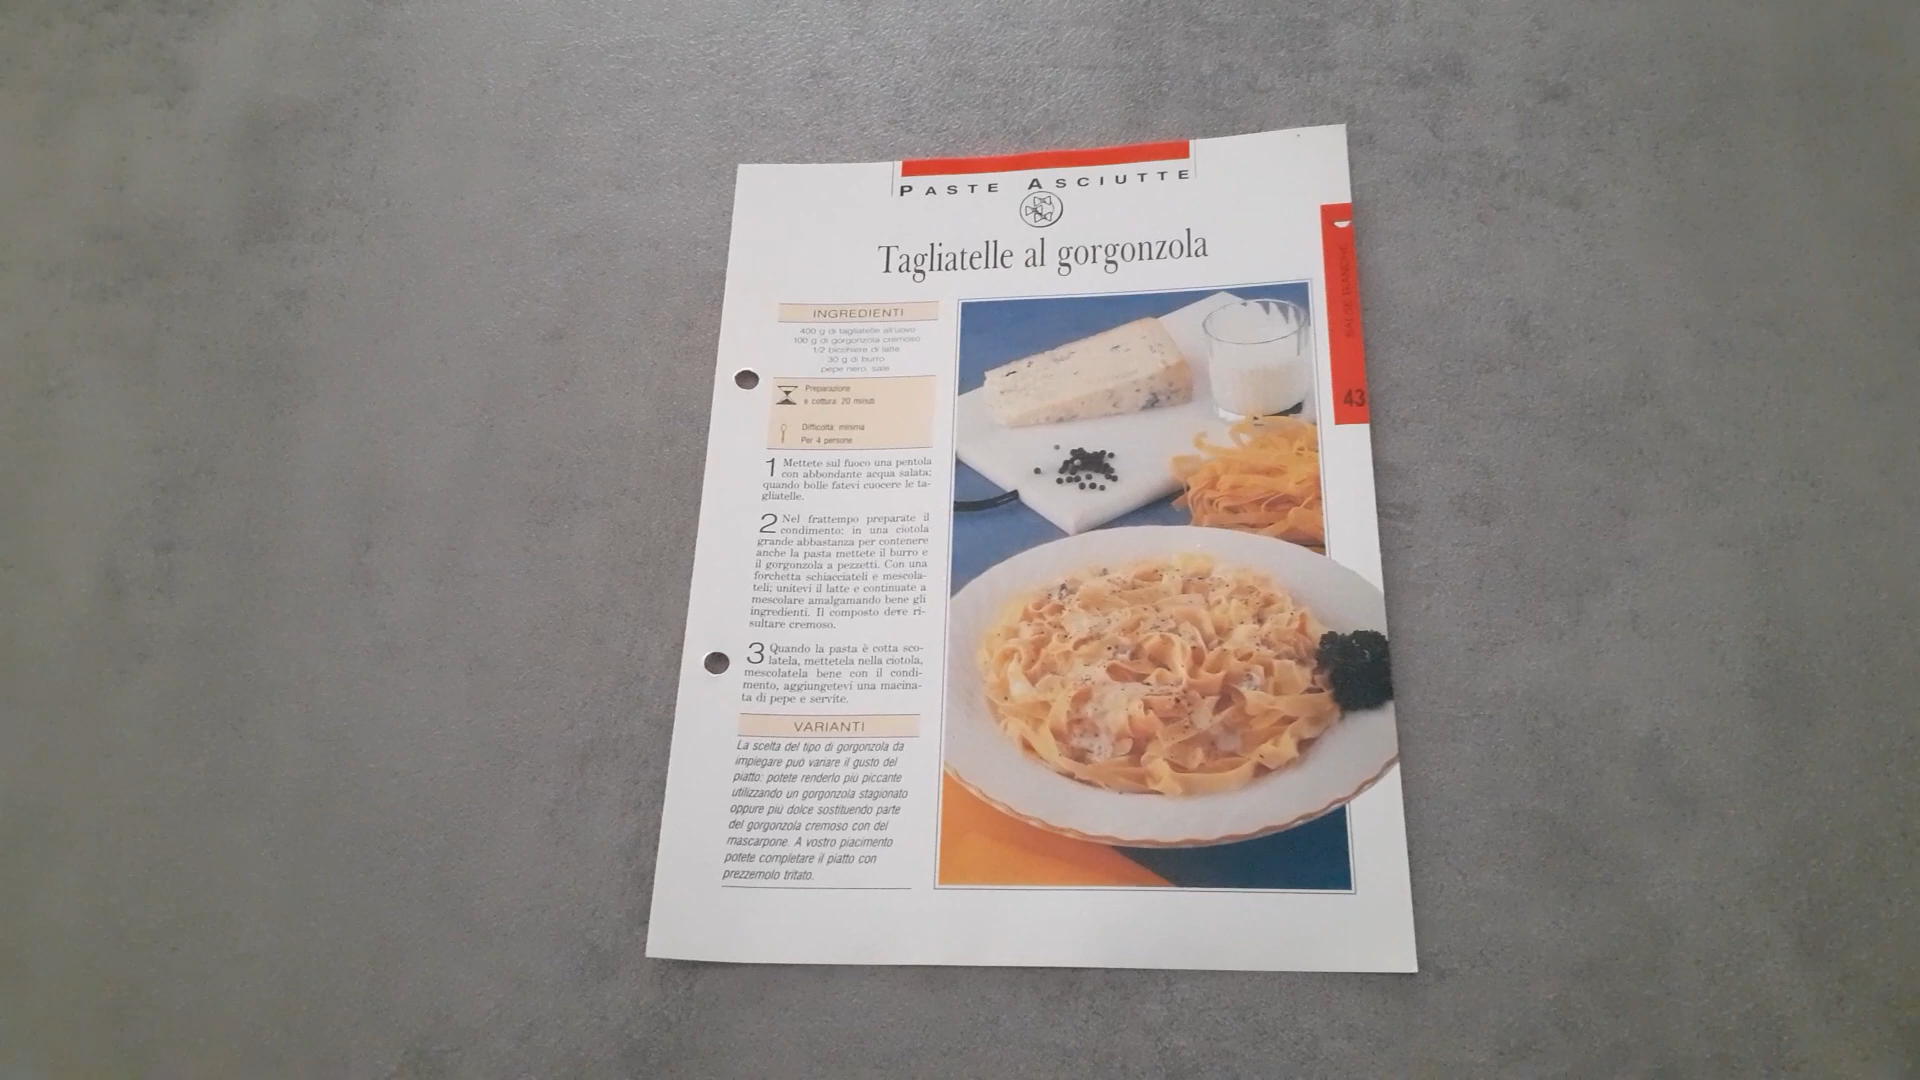 PASTE ASCIUTTE
Tagliatelle al gorgonzola
INGREDIENTI
400 g di tagliatelle all'uovo
100 g di gorgonzola cremoso
1/2 bicchiere di latte
30 g di burro
pepe nero, sale
Preparazione
e cottura: 20 minuti
Difficoltà: minima
Per 4 persone
1 Mettete sul fuoco una pentola
con abbondante acqua salata;
quando bolle fatevi cuocere le ta-
gliatelle.
2 Nel frattempo preparate il
condimento: in una ciotola
grande abbastanza per contenere
anche la pasta mettete il burro e
il gorgonzola a pezzetti. Con una
forchetta schiacciateli e mescola-
teli; unitevi il latte e continuate a
mescolare amalgamando bene gli
ingredienti. Il composto deve ri-
sultare cremoso.
3 Quando la pasta è cotta sco-
latela, mettetela nella ciotola,
mescolatela bene con il condi-
mento, aggiungetevi una macina-
ta di pepe e servite.
VARIANTI
La scelta del tipo di gorgonzola da
impiegare può variare il gusto del
piatto: potete renderlo più piccante
utilizzando un gorgonzola stagionato
oppure più dolce sostituendo parte
del gorgonzola cremoso con del
mascarpone. A vostro piacimento
potete completare il piatto con
prezzemolo tritato.
43